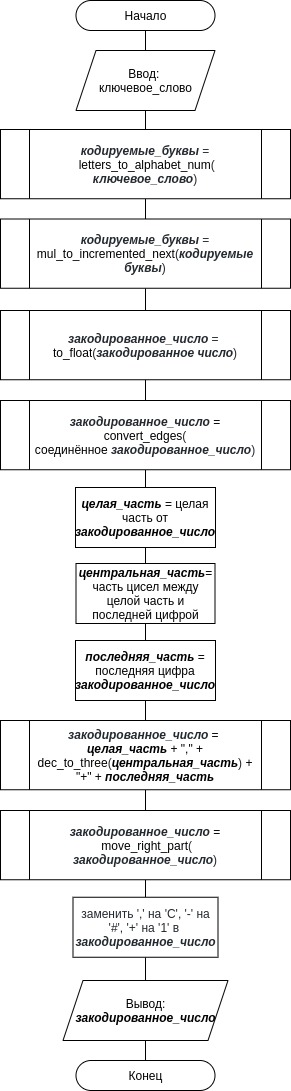 Начало
Ввод:
ключевое_слово
кодируемые_буквы =
letters_to_alphabet_num(
ключевое_слово)
кодируемые_буквы =
mul_to_incremented_next(кодируемые
буквы)
закодированное_число =
to_float(закодированное число)
закодированное_число =
convert_edges(
соединённое закодированное_число)
целая_часть = целая
часть от
закодированное_число
центральная_часть=
часть цисел между
целой часть и
последней цифрой
последняя_часть =
последняя цифра
закодированное_число
закодированное_число =
целая_часть + "," +
dec_to_three(центральная_часть) +
"+" + последняя_часть
закодированное_число =
move_right_part(
закодированное_число)
заменить ',' на 'C', '-' на
'#', '+' на '1' в
закодированное_число
Вывод:
закодированное_число
Конец